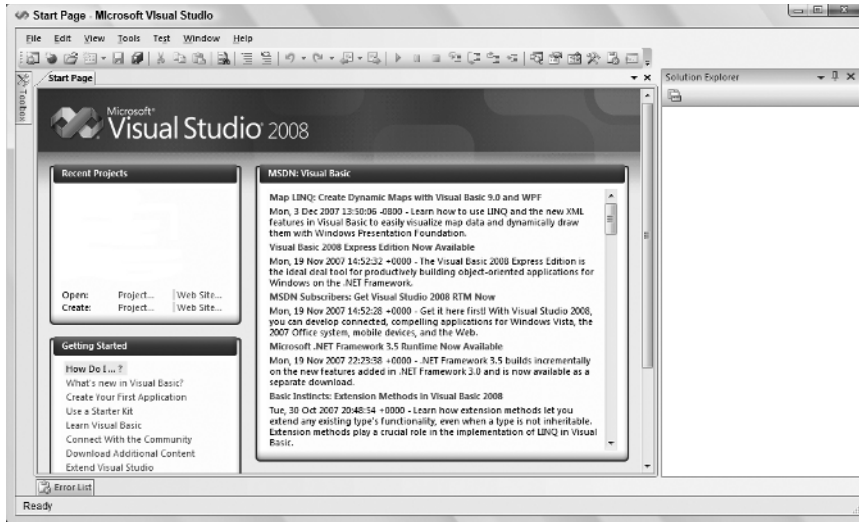 Start Page - Microsoft Visual Studio
File Edit View Tools Test Window Help
Toolbox
Start Page
Solution Explorer
Microsoft®
Visual Studio® 2008
Recent Projects
Open: Project... Web Site...
Create: Project... Web Site...
Getting Started
How Do I... ?
What's new in Visual Basic?
Create Your First Application
Use a Starter Kit
Learn Visual Basic
Connect With the Community
Download Additional Content
Extend Visual Studio
MSDN: Visual Basic
Map LINQ: Create Dynamic Maps with Visual Basic 9.0 and WPF
Mon, 3 Dec 2007 13:50:06 -0800 - Learn how to use LINQ and the new XML
features in Visual Basic to easily visualize map data and dynamically draw
them with Windows Presentation Foundation.
Visual Basic 2008 Express Edition Now Available
Mon, 19 Nov 2007 14:52:32 +0000 - The Visual Basic 2008 Express Edition is
the ideal deal tool for productively building object-oriented applications for
Windows on the .NET Framework.
MSDN Subscribers: Get Visual Studio 2008 RTM Now
Mon, 19 Nov 2007 14:52:28 +0000 - Get it here first! With Visual Studio 2008,
you can develop connected, compelling applications for Windows Vista, the
2007 Office system, mobile devices, and the Web.
Microsoft .NET Framework 3.5 Runtime Now Available
Mon, 19 Nov 2007 22:23:38 +0000 - .NET Framework 3.5 builds incrementally
on the new features added in .NET Framework 3.0 and is now available as a
separate download.
Basic Instincts: Extension Methods in Visual Basic 2008
Tue, 30 Oct 2007 20:48:54 +0000 - Learn how extension methods let you
extend any existing type's functionality, even when a type is not inheritable.
Extension methods play a crucial role in the implementation of LINQ in Visual
Basic.
Error List
Ready